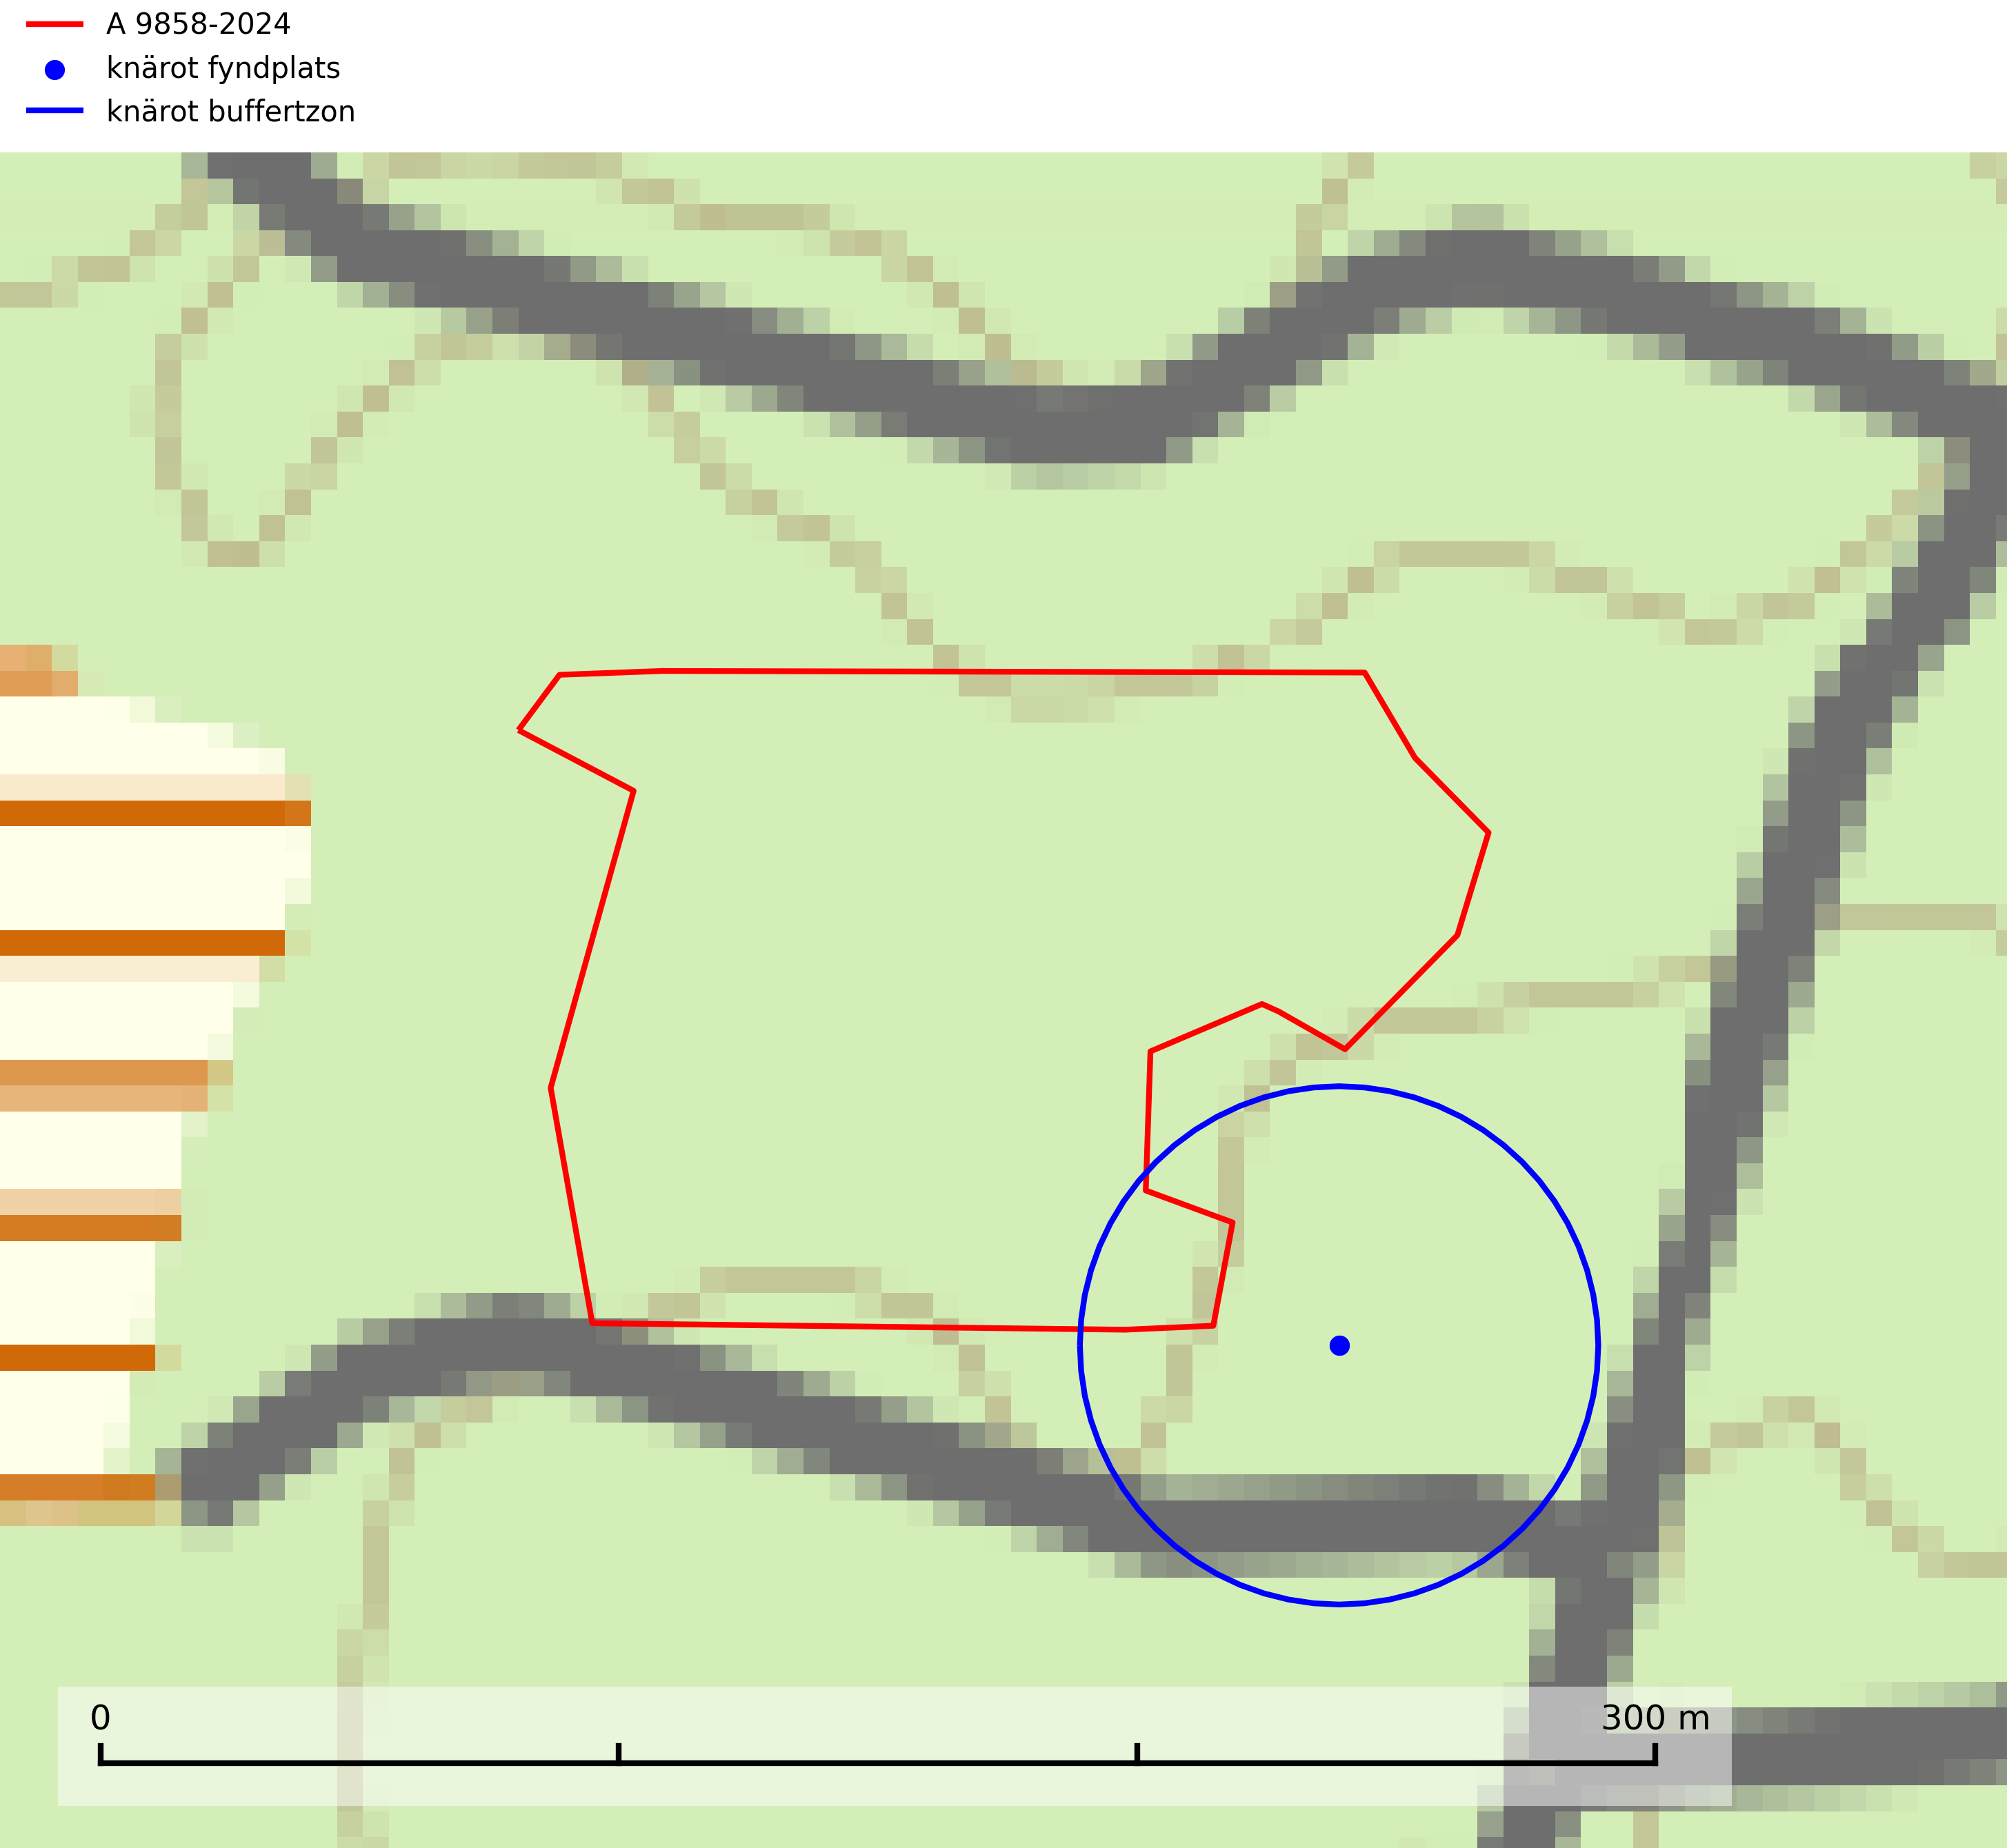 A 9858-2024
knärot fyndplats
knärot buffertzon
0
300 m